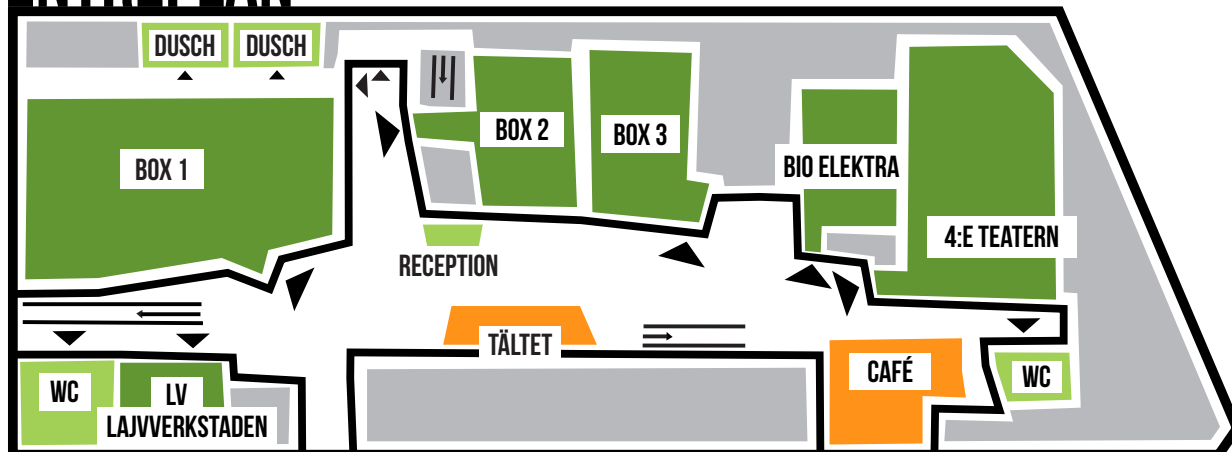 DUSCH
DUSCH
BOX 1
BOX 2
BOX 3
BIO ELEKTRA
4:E TEATERN
RECEPTION
TÄLTET
CAFÉ
WC
WC
LV
LAJVVERKSTADEN